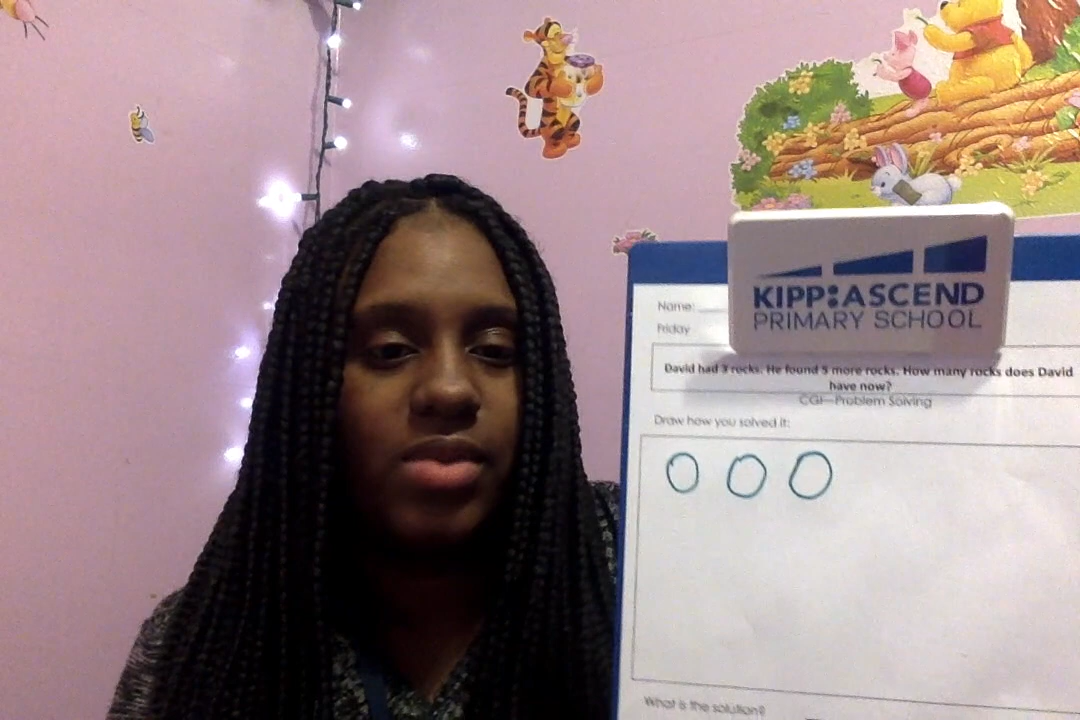 KIPP:ASCEND
PRIMARY SCHOOL
Name:
Friday
David had 3 rocks. He found 5 more rocks. How many rocks does David
have now?
CGI—Problem Solving
Draw how you solved it:
What is the solution?